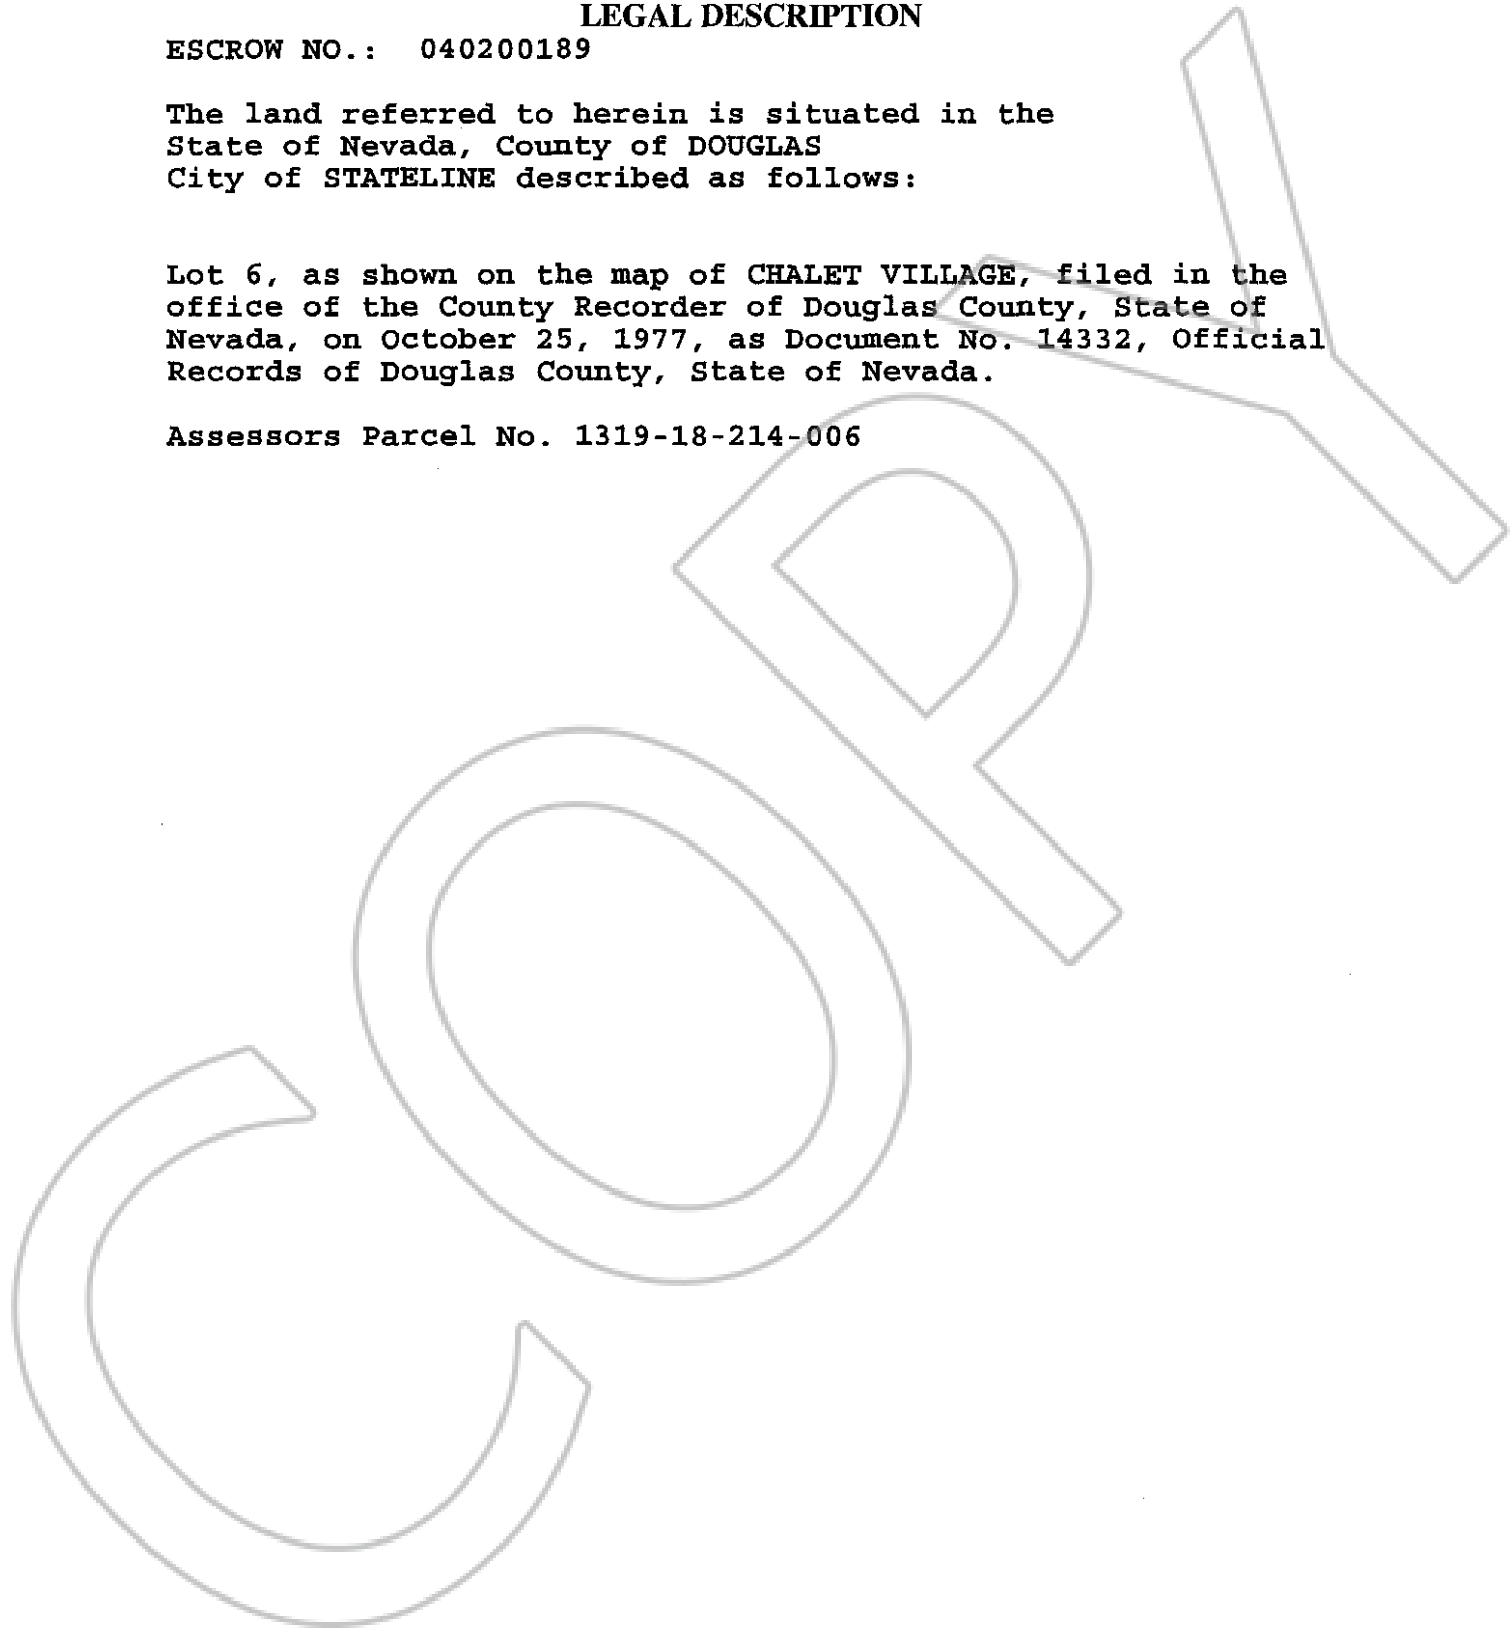 LEGAL DESCRIPTION
ESCROW NO.: 040200189
The land referred to herein is situated in the
State of Nevada, County of DOUGLAS
City of STATELINE described as follows:
Lot 6, as shown on the map of CHALET VILLAGE, filed in the
office of the County Recorder of Douglas County, State of
Nevada, on October 25, 1977, as Document No. 14332, Official
Records of Douglas County, State of Nevada.
Assessors Parcel No. 1319-18-214-006
COPY